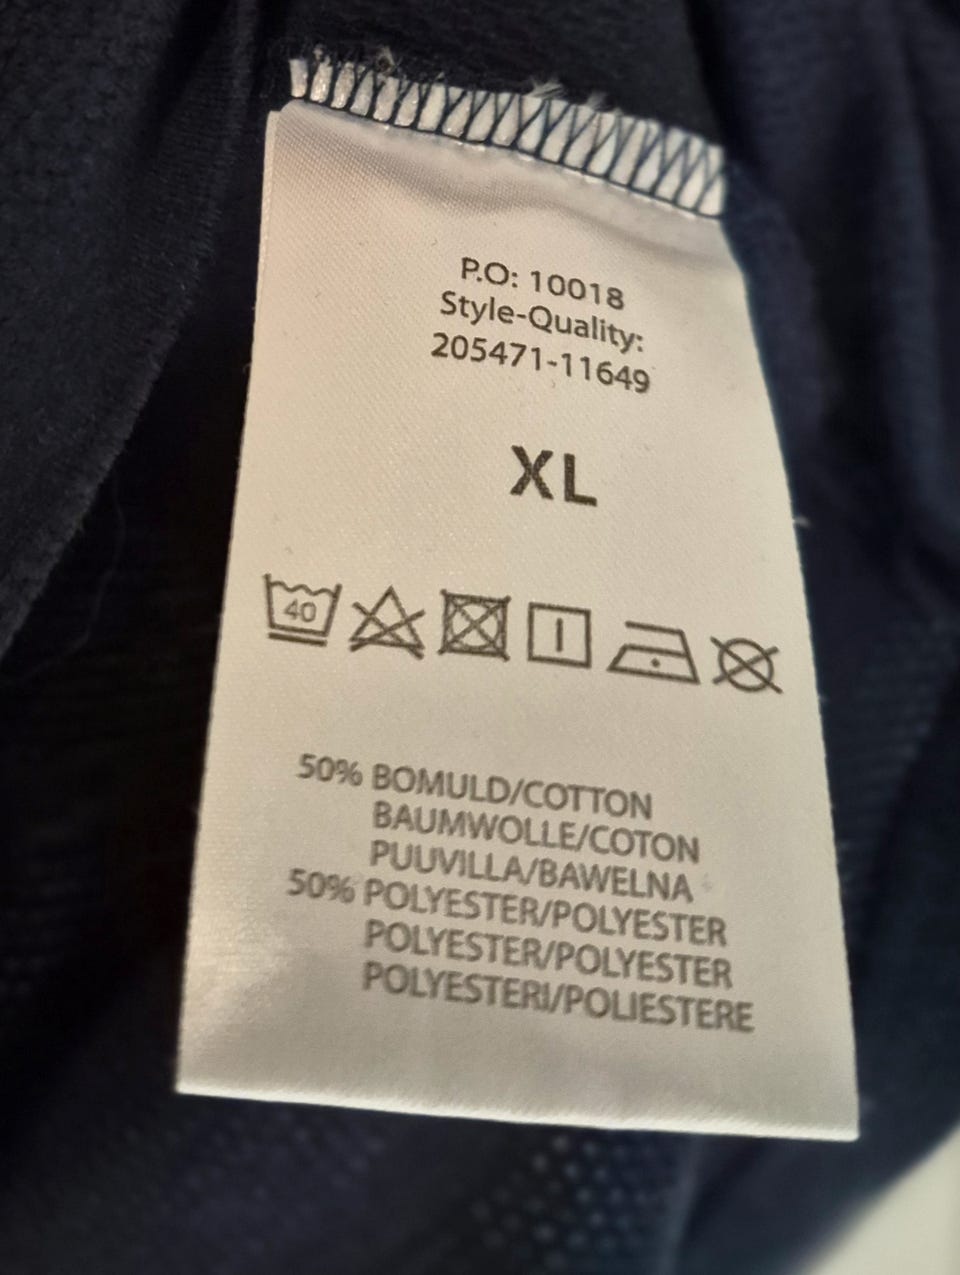 P.O: 10018
Style-Quality:
205471-11649
XL
40
50% BOMULD/COTTON
BAUMWOLLE/COTON
PUUVILLA/BAWELNA
50% POLYESTER/POLYESTER
POLYESTER/POLYESTER
POLYESTERI/POLIESTERE